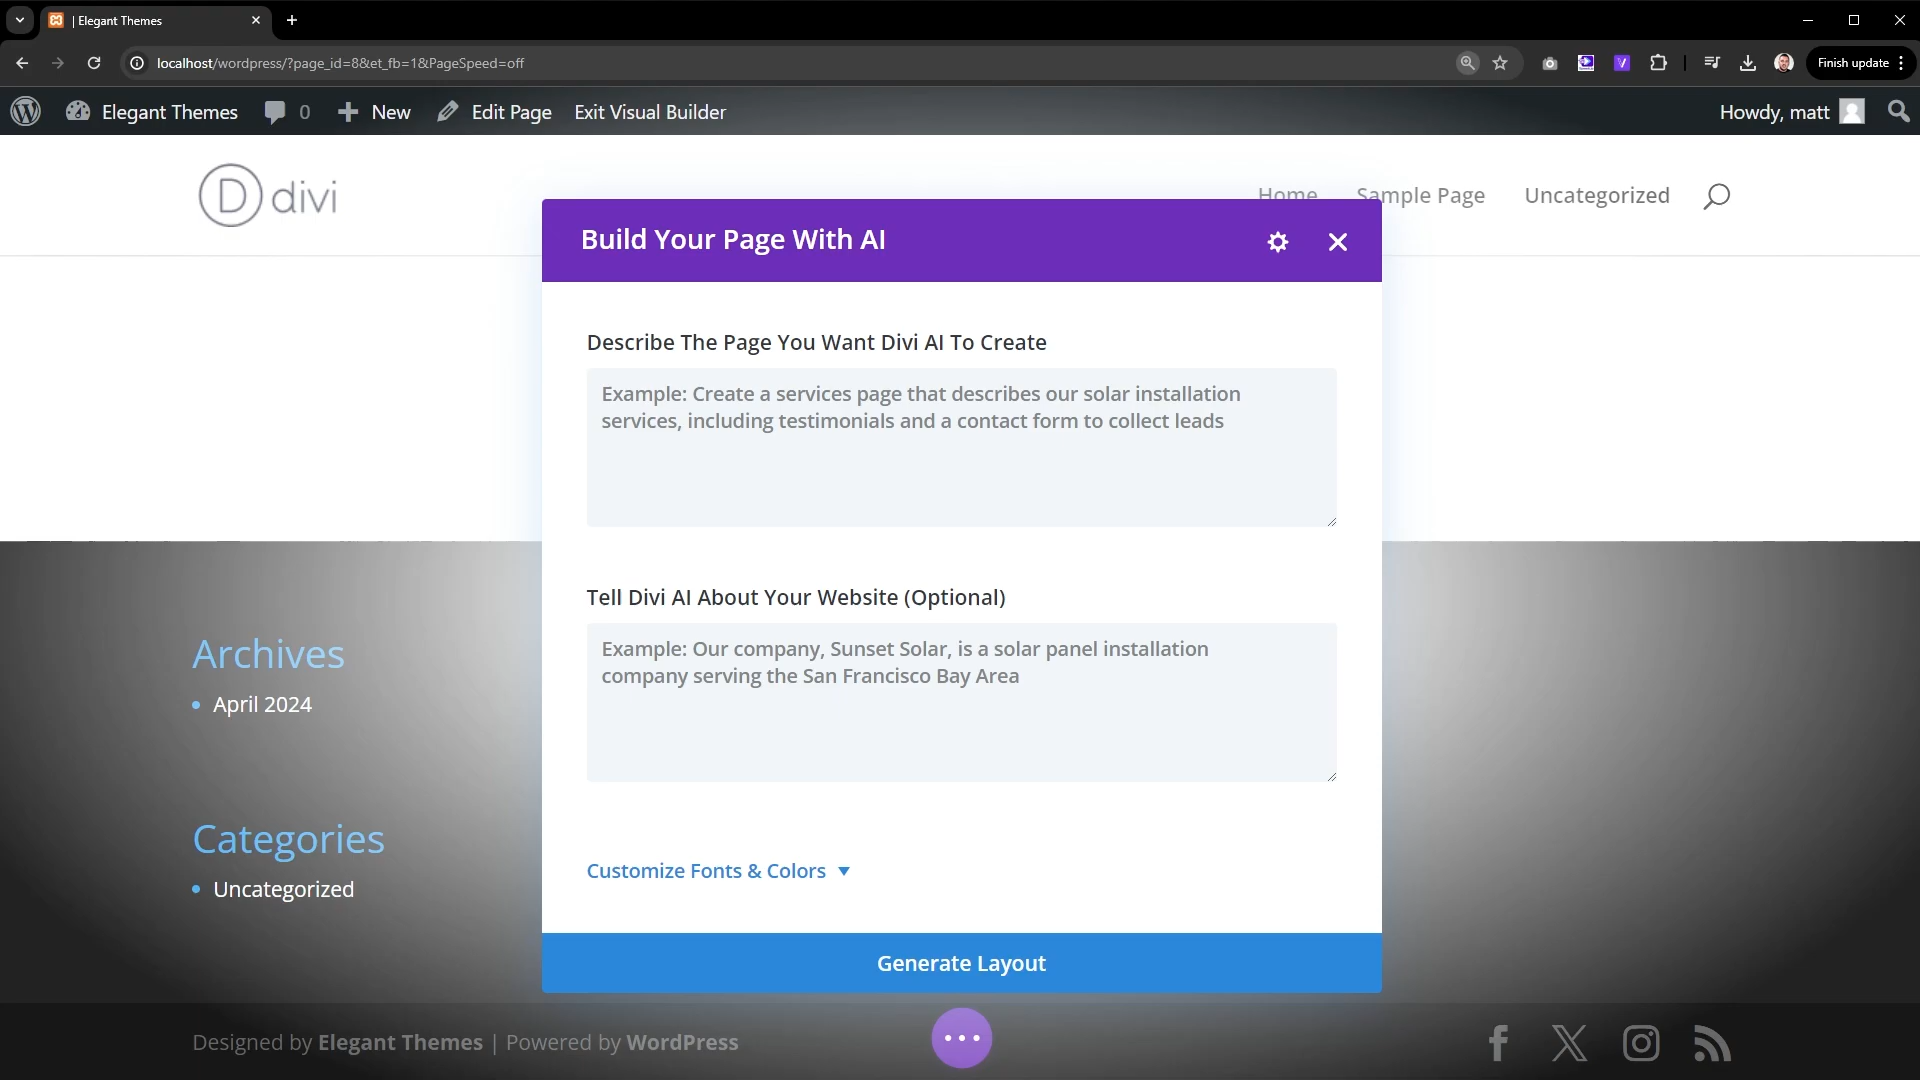 | Elegant Themes
localhost/wordpress/?page_id=8&et_fb=1&PageSpeed=off
Finish update
Elegant Themes 0 New Edit Page Exit Visual Builder
Howdy, matt
D divi
Home Sample Page Uncategorized
Build Your Page With AI
Describe The Page You Want Divi AI To Create
Example: Create a services page that describes our solar installation
services, including testimonials and a contact form to collect leads
Tell Divi AI About Your Website (Optional)
Example: Our company, Sunset Solar, is a solar panel installation
company serving the San Francisco Bay Area
Customize Fonts & Colors
Generate Layout
Archives
April 2024
Categories
Uncategorized
Designed by Elegant Themes | Powered by WordPress